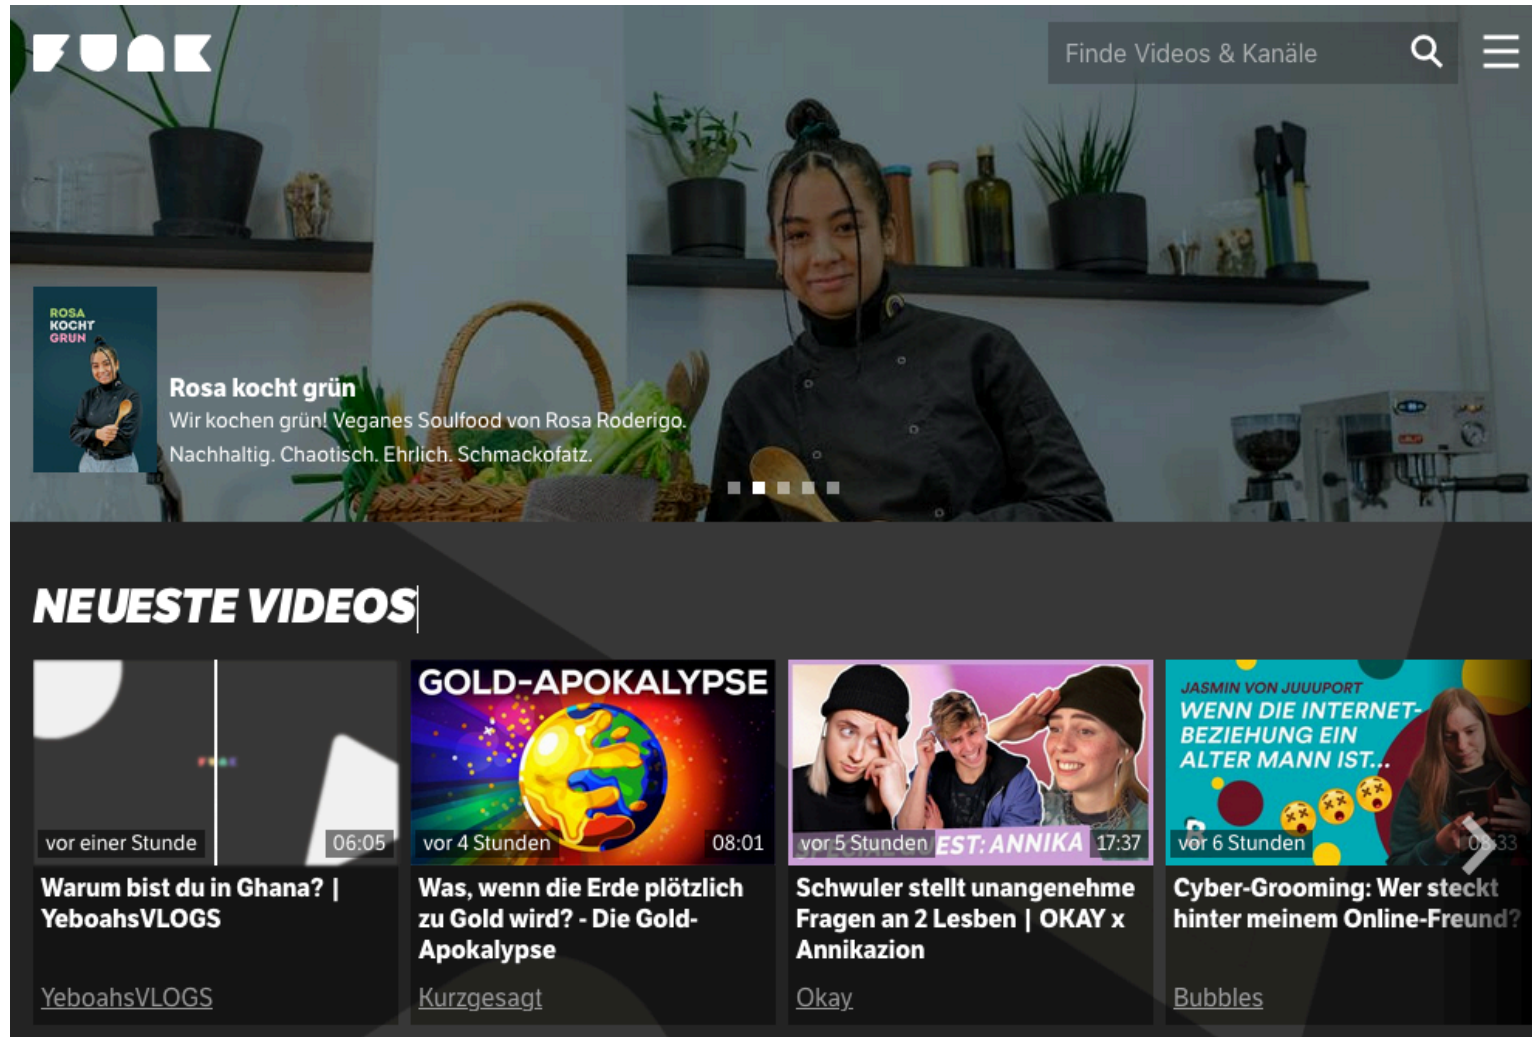 FUNK
Finde Videos & Kanäle
ROSA
KOCHT
GRÜN
Rosa kocht grün
Wir kochen grün! Veganes Soulfood von Rosa Roderigo.
Nachhaltig. Chaotisch. Ehrlich. Schmackofatz.
NEUESTE VIDEOS
FUNK
vor einer Stunde
06:05
Warum bist du in Ghana? |
YeboahsVLOGS
YeboahsVLOGS
GOLD-APOKALYPSE
vor 4 Stunden
08:01
Was, wenn die Erde plötzlich
zu Gold wird? - Die Gold-
Apokalypse
Kurzgesagt
SPECIAL GUEST: ANNIKA
vor 5 Stunden
17:37
Schwuler stellt unangenehme
Fragen an 2 Lesben | OKAY x
Annikazion
Okay
JASMIN VON JUUUPORT
WENN DIE INTERNET-
BEZIEHUNG EIN
ALTER MANN IST...
B
vor 6 Stunden
Cyber-Grooming: Wer steckt
hinter meinem Online-Freund?
Bubbles